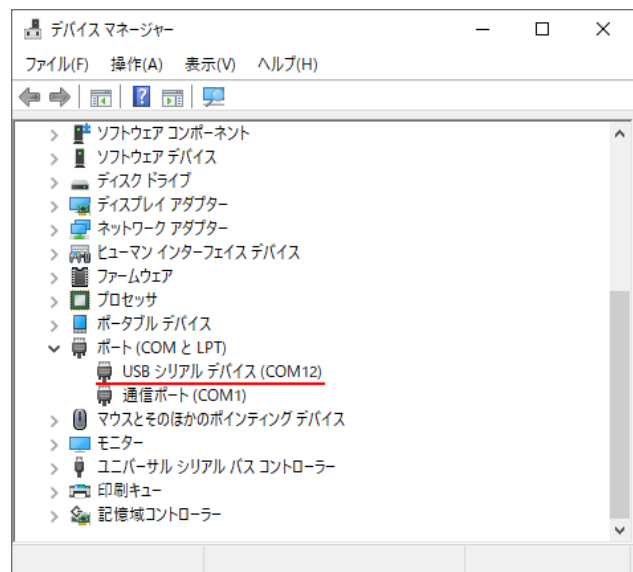 デバイス マネージャー
ファイル(F) 操作(A) 表示(V) ヘルプ(H)
ソフトウェア コンポーネント
ソフトウェア デバイス
ディスク ドライブ
ディスプレイ アダプター
ネットワーク アダプター
ヒューマン インターフェイス デバイス
ファームウェア
プロセッサ
ポータブル デバイス
ポート (COM と LPT)
USB シリアル デバイス (COM12)
通信ポート (COM1)
マウスとそのほかのポインティング デバイス
モニター
ユニバーサル シリアル バス コントローラー
印刷キュー
記憶域コントローラー